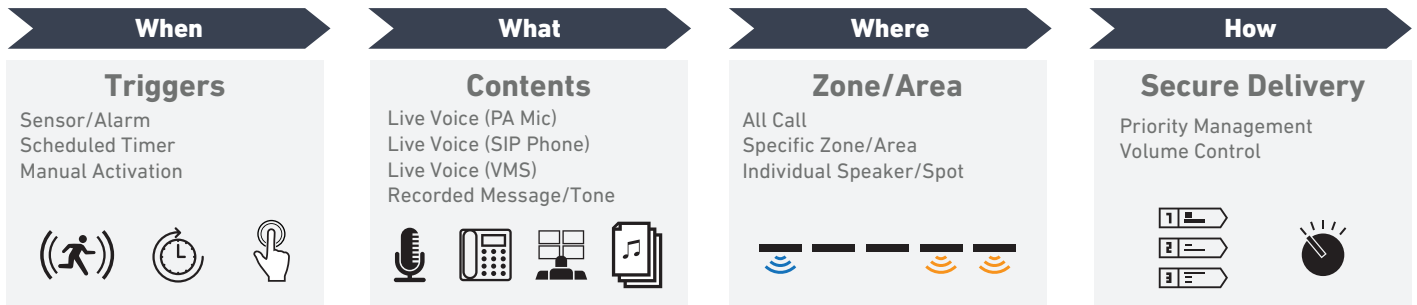 When
Triggers
Sensor/Alarm
Scheduled Timer
Manual Activation
What
Contents
Live Voice (PA Mic)
Live Voice (SIP Phone)
Live Voice (VMS)
Recorded Message/Tone
Where
Zone/Area
All Call
Specific Zone/Area
Individual Speaker/Spot
How
Secure Delivery
Priority Management
Volume Control
1
2
3